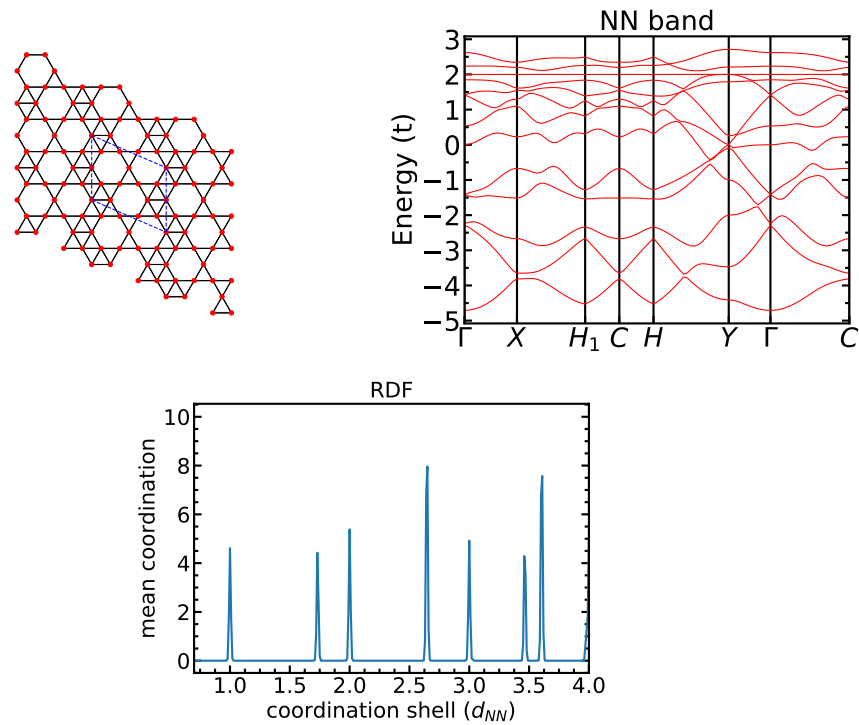 NN band
Energy (t)
3
2
1
0
−1
−2
−3
−4
−5
Γ X H₁ C H Y Γ C
RDF
mean coordination
10
8
6
4
2
0
1.0 1.5 2.0 2.5 3.0 3.5 4.0
coordination shell (d_NN)